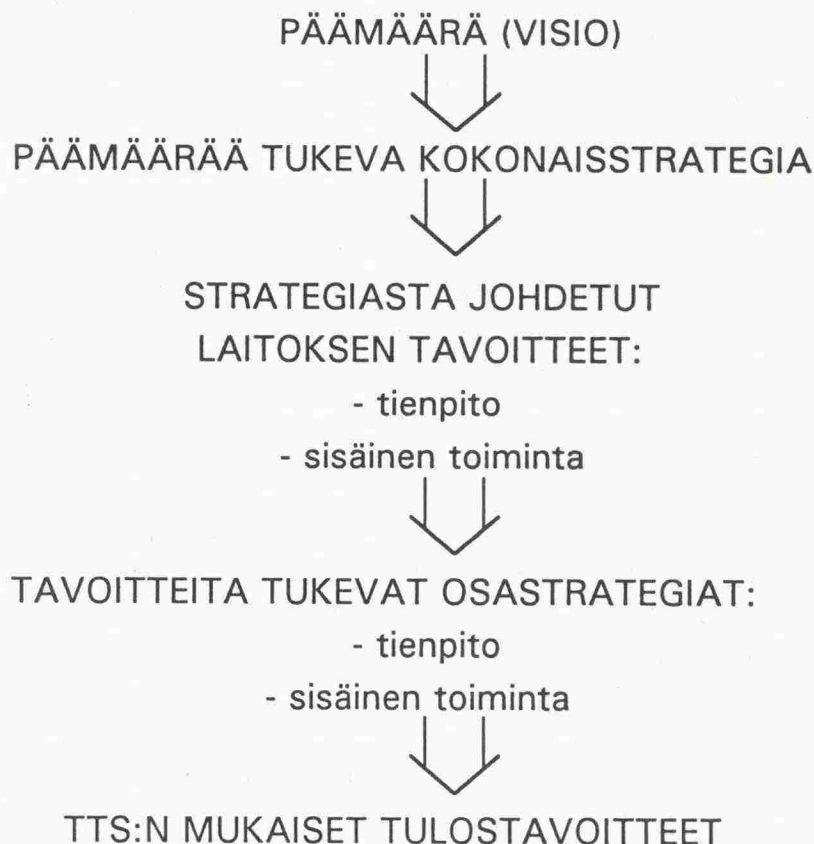 PÄÄMÄÄRÄ (VISIO)
PÄÄMÄÄRÄÄ TUKEVA KOKONAISSTRATEGIA
STRATEGIASTA JOHDETUT
LAITOKSEN TAVOITTEET:
- tienpito
- sisäinen toiminta
TAVOITTEITA TUKEVAT OSASTRATEGIAT:
- tienpito
- sisäinen toiminta
TTS:N MUKAISET TULOSTAVOITTEET